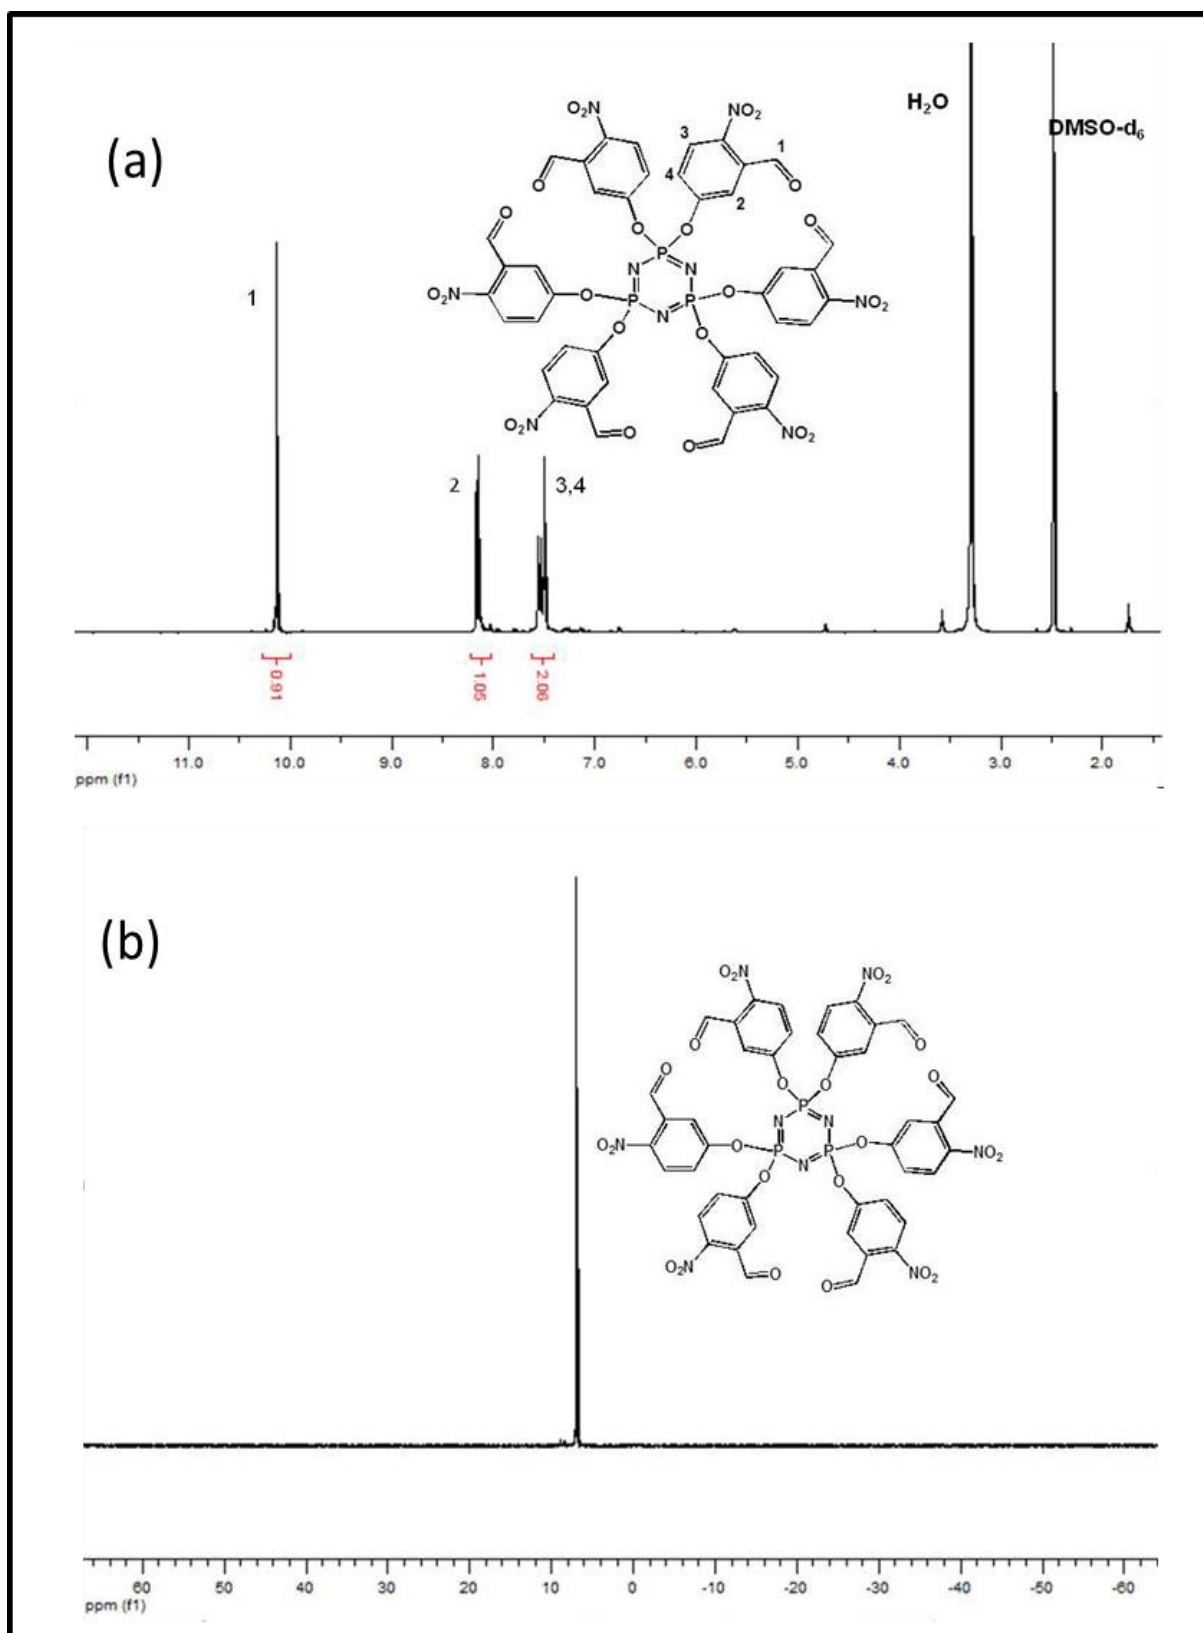 (a)
H₂O
DMSO-d₆
O₂N
NO₂
3
1
4
2
O
O
O
O
O
O
P
N
N
O₂N
O
P
P
O
NO₂
N
O
O
O₂N
O
O
NO₂
1
2
3,4
0.91
1.05
2.06
11.0 10.0 9.0 8.0 7.0 6.0 5.0 4.0 3.0 2.0
ppm (f1)
(b)
O₂N
NO₂
O
O
O
O
O
O
P
N
N
O₂N
O
P
P
O
NO₂
N
O
O
O₂N
O
O
NO₂
60 50 40 30 20 10 0 -10 -20 -30 -40 -50 -60
ppm (f1)